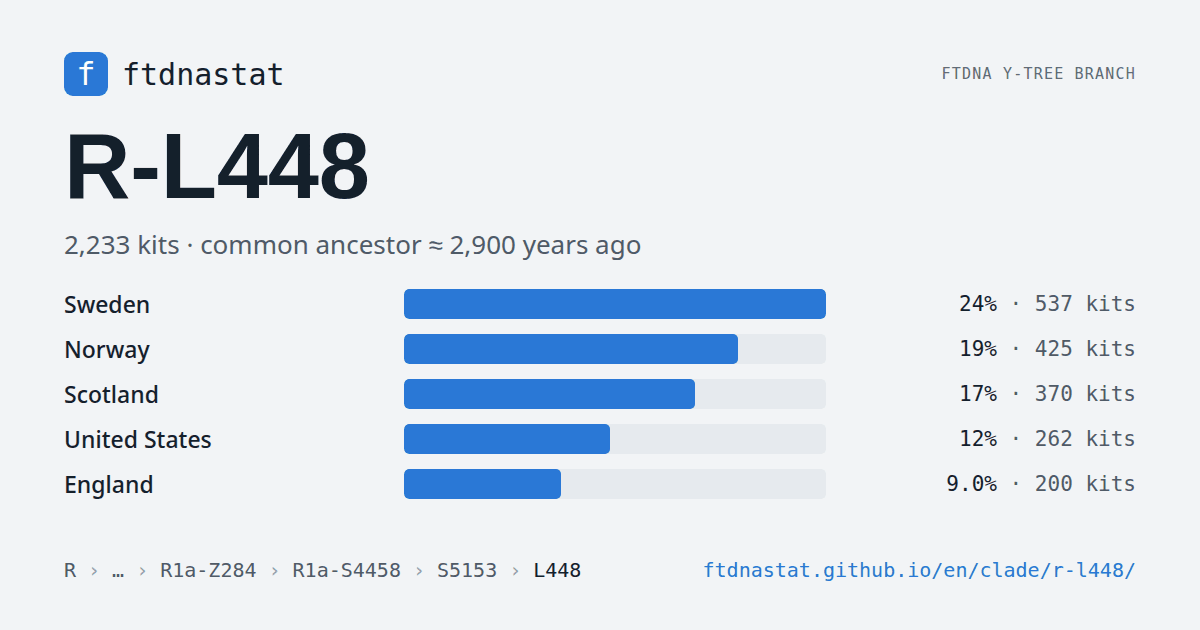 f ftdnastat
FTDNA Y-TREE BRANCH
R-L448
2,233 kits · common ancestor ≈ 2,900 years ago
Sweden 24% · 537 kits
Norway 19% · 425 kits
Scotland 17% · 370 kits
United States 12% · 262 kits
England 9.0% · 200 kits
R › … › R1a-Z284 › R1a-S4458 › S5153 › L448
ftdnastat.github.io/en/clade/r-l448/